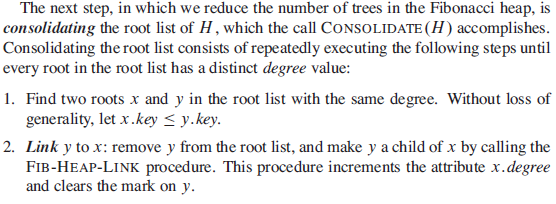 The next step, in which we reduce the number of trees in the Fibonacci heap, is
consolidating the root list of H, which the call CONSOLIDATE(H) accomplishes.
Consolidating the root list consists of repeatedly executing the following steps until
every root in the root list has a distinct degree value:
1. Find two roots x and y in the root list with the same degree. Without loss of
generality, let x.key ≤ y.key.
2. Link y to x: remove y from the root list, and make y a child of x by calling the
FIB-HEAP-LINK procedure. This procedure increments the attribute x.degree
and clears the mark on y.